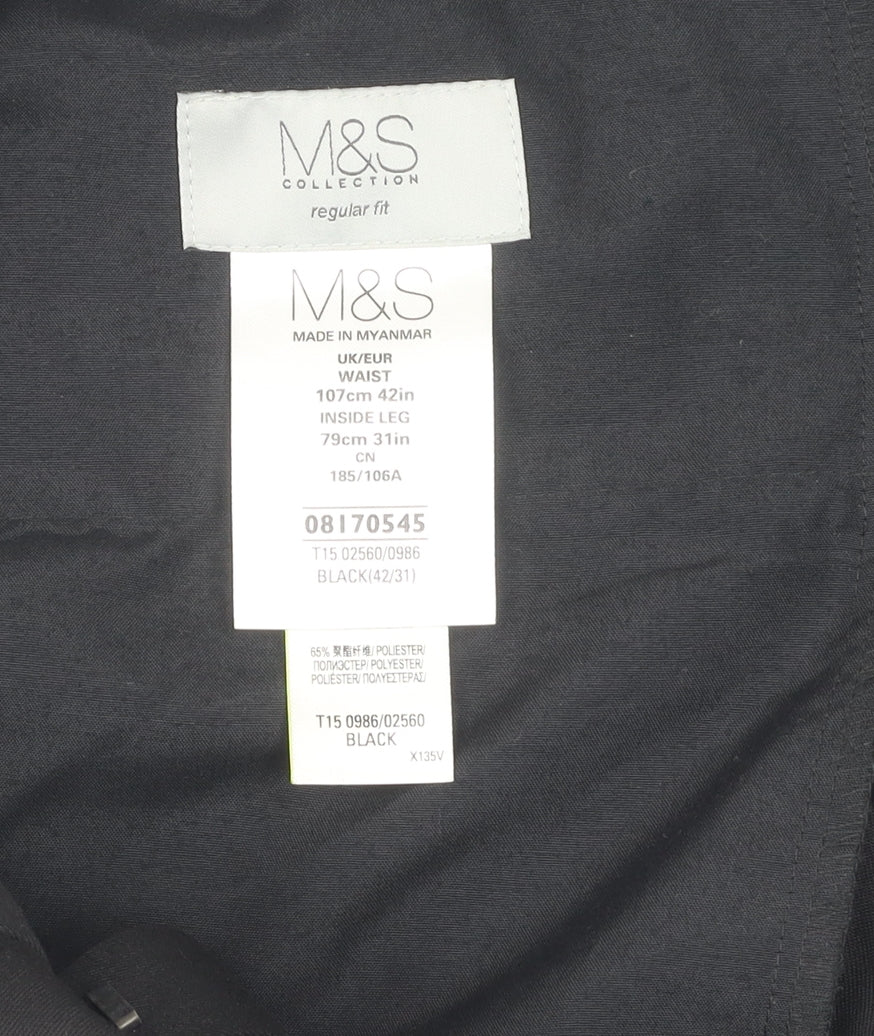 M&S
COLLECTION
regular fit
M&S
MADE IN MYANMAR
UK/EUR
WAIST
107cm 42in
INSIDE LEG
79cm 31in
CN
185/106A
08170545
T15 02560/0986
BLACK(42/31)
65% 聚酯纤维/ POLIESTER/
ПОЛИЭСТЕР/ POLYESTER/
POLIÉSTER/ ΠΟΛΥΕΣΤΕΡΑΣ/
T15 0986/02560
BLACK
X135V